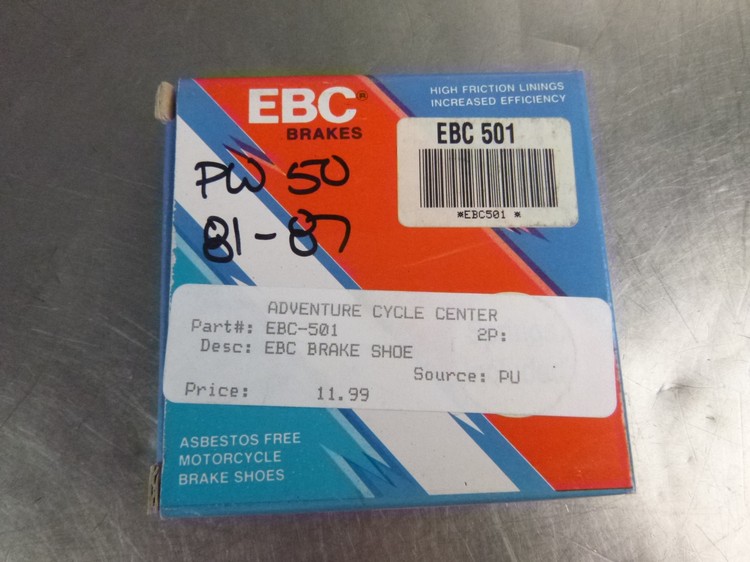 EBC®
BRAKES
HIGH FRICTION LININGS
INCREASED EFFICIENCY
EBC 501
*EBC501 *
PW 50
81-87
ADVENTURE CYCLE CENTER
Part#: EBC-501 2P:
Desc: EBC BRAKE SHOE
Source: PU
Price: 11.99
ASBESTOS FREE
MOTORCYCLE
BRAKE SHOES